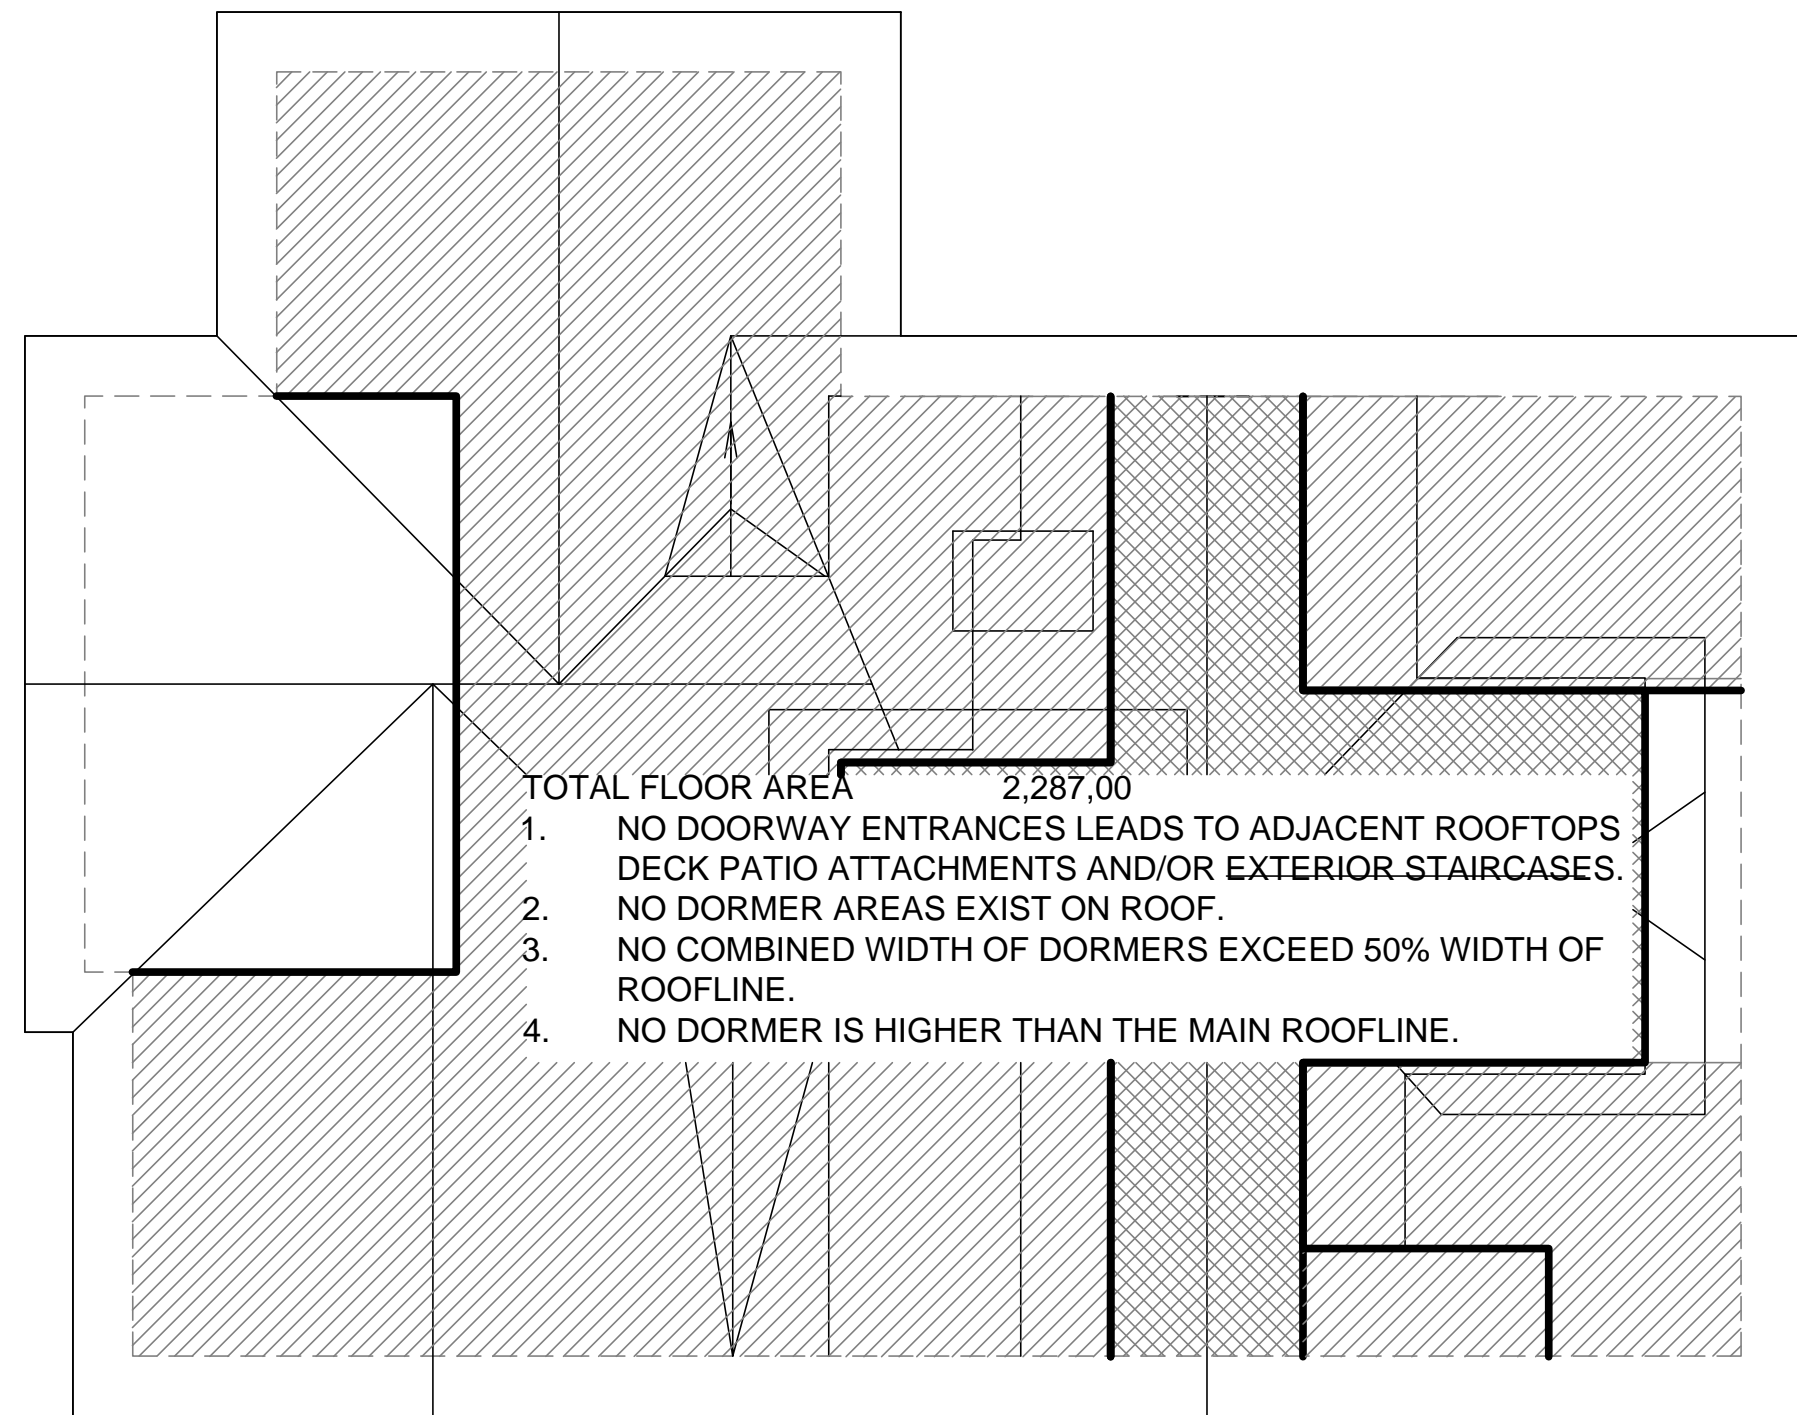 TOTAL FLOOR AREA 2,287,00
1. NO DOORWAY ENTRANCES LEADS TO ADJACENT ROOFTOPS
DECK PATIO ATTACHMENTS AND/OR EXTERIOR STAIRCASES.
2. NO DORMER AREAS EXIST ON ROOF.
3. NO COMBINED WIDTH OF DORMERS EXCEED 50% WIDTH OF
ROOFLINE.
4. NO DORMER IS HIGHER THAN THE MAIN ROOFLINE.